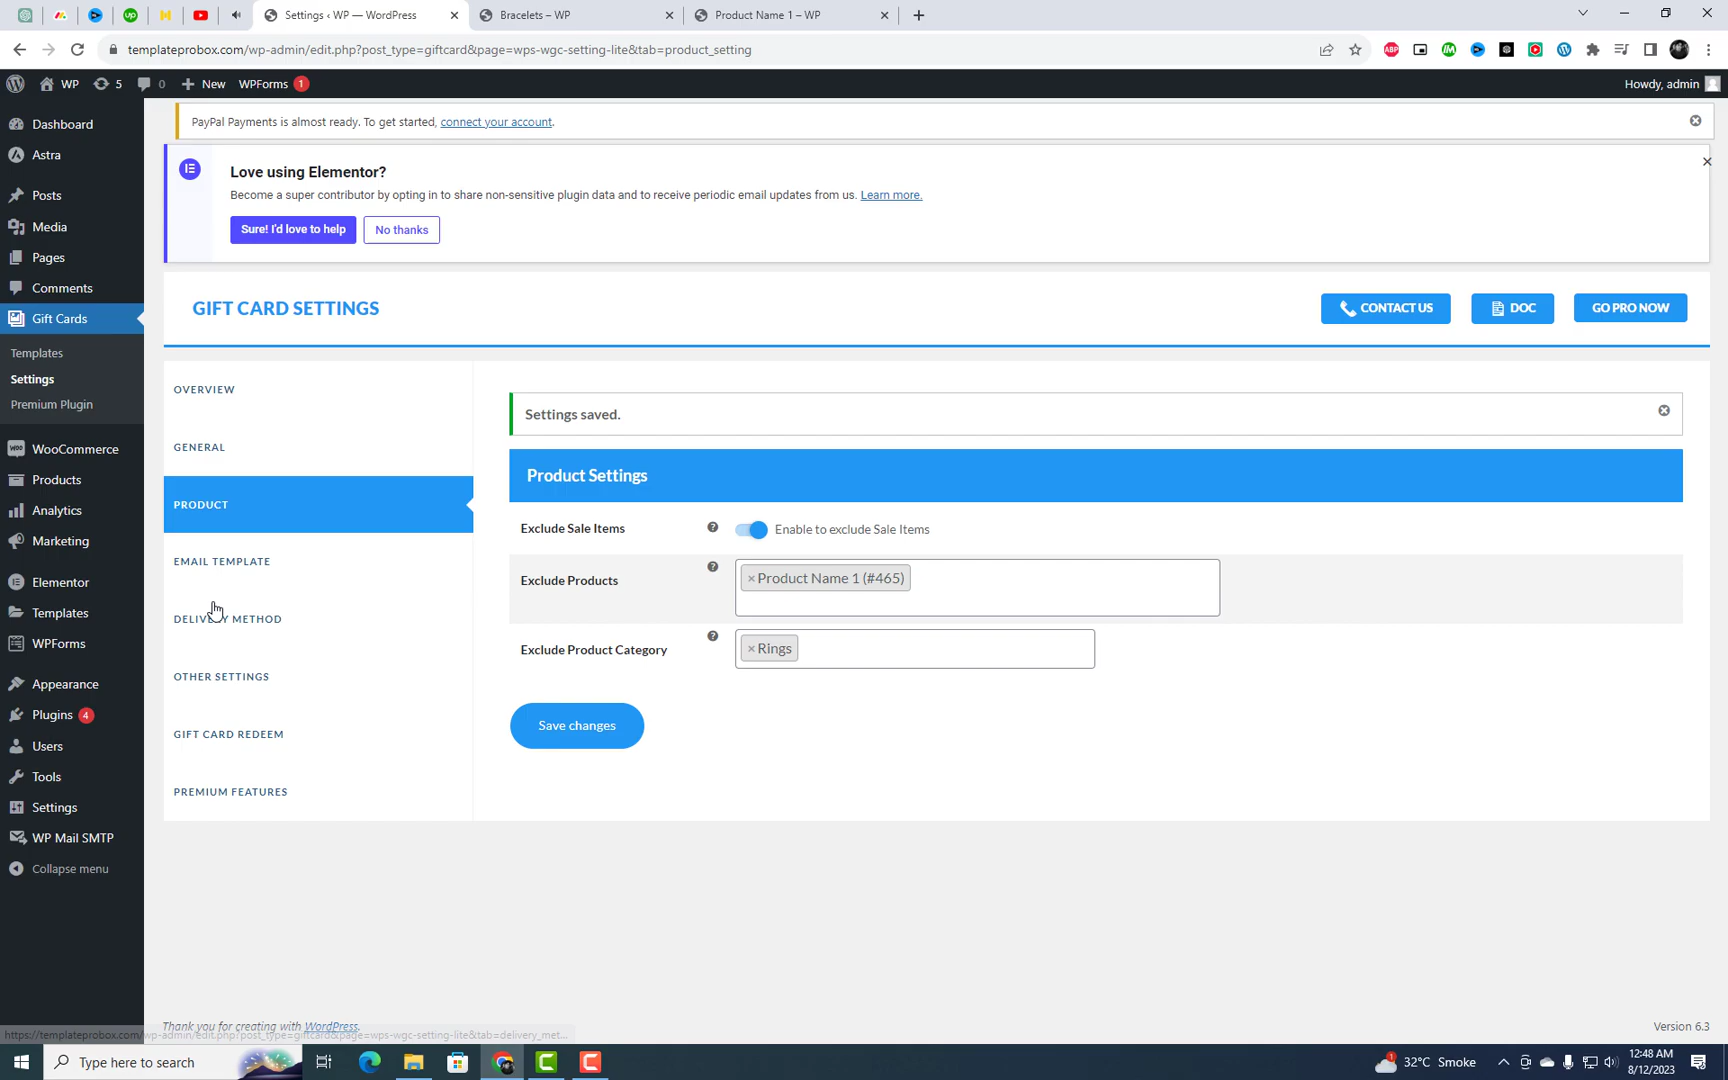 Settings ‹ WP — WordPress
Bracelets – WP
Product Name 1 – WP
templateprobox.com/wp-admin/edit.php?post_type=giftcard&page=wps-wgc-setting-lite&tab=product_setting
WP
5
0
New
WPForms 1
Howdy, admin
Dashboard
Astra
Posts
Media
Pages
Comments
Gift Cards
Templates
Settings
Premium Plugin
WooCommerce
Products
Analytics
Marketing
Elementor
Templates
WPForms
Appearance
Plugins 4
Users
Tools
Settings
WP Mail SMTP
Collapse menu
PayPal Payments is almost ready. To get started, connect your account.
Love using Elementor?
Become a super contributor by opting in to share non-sensitive plugin data and to receive periodic email updates from us. Learn more.
Sure! I'd love to help
No thanks
GIFT CARD SETTINGS
CONTACT US
DOC
GO PRO NOW
OVERVIEW
GENERAL
PRODUCT
EMAIL TEMPLATE
DELIVERY METHOD
OTHER SETTINGS
GIFT CARD REDEEM
PREMIUM FEATURES
Settings saved.
Product Settings
Exclude Sale Items
Enable to exclude Sale Items
Exclude Products
×Product Name 1 (#465)
Exclude Product Category
×Rings
Save changes
Thank you for creating with WordPress.
Version 6.3
https://templateprobox.com/wp-admin/edit.php?post_type=giftcard&page=wps-wgc-setting-lite&tab=delivery_met...
Type here to search
1
32°C Smoke
12:48 AM
8/12/2023